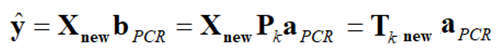 ŷ = X_new b_PCR = X_new P_k a_PCR = T_k new a_PCR